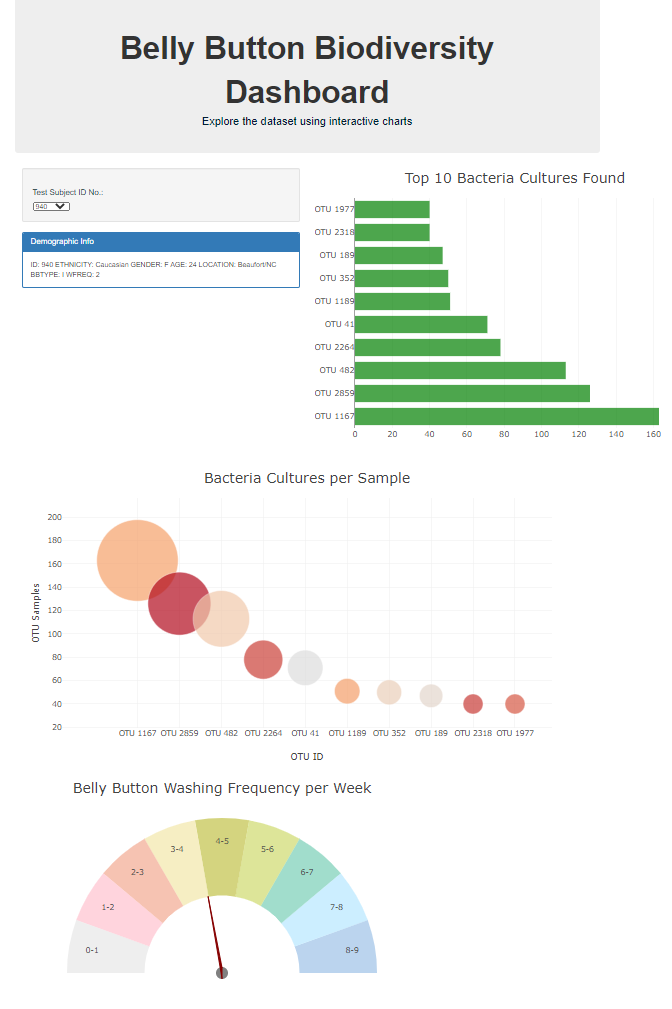 Belly Button Biodiversity
Dashboard
Explore the dataset using interactive charts
Test Subject ID No.:
940
Demographic Info
ID: 940 ETHNICITY: Caucasian GENDER: F AGE: 24 LOCATION: Beaufort/NC
BBTYPE: I WFREQ: 2
Top 10 Bacteria Cultures Found
OTU 1977
OTU 2318
OTU 189
OTU 352
OTU 1189
OTU 41
OTU 2264
OTU 482
OTU 2859
OTU 1167
0 20 40 60 80 100 120 140 160
Bacteria Cultures per Sample
OTU Samples
200
180
160
140
120
100
80
60
40
20
OTU 1167 OTU 2859 OTU 482 OTU 2264 OTU 41 OTU 1189 OTU 352 OTU 189 OTU 2318 OTU 1977
OTU ID
Belly Button Washing Frequency per Week
0-1
1-2
2-3
3-4
4-5
5-6
6-7
7-8
8-9